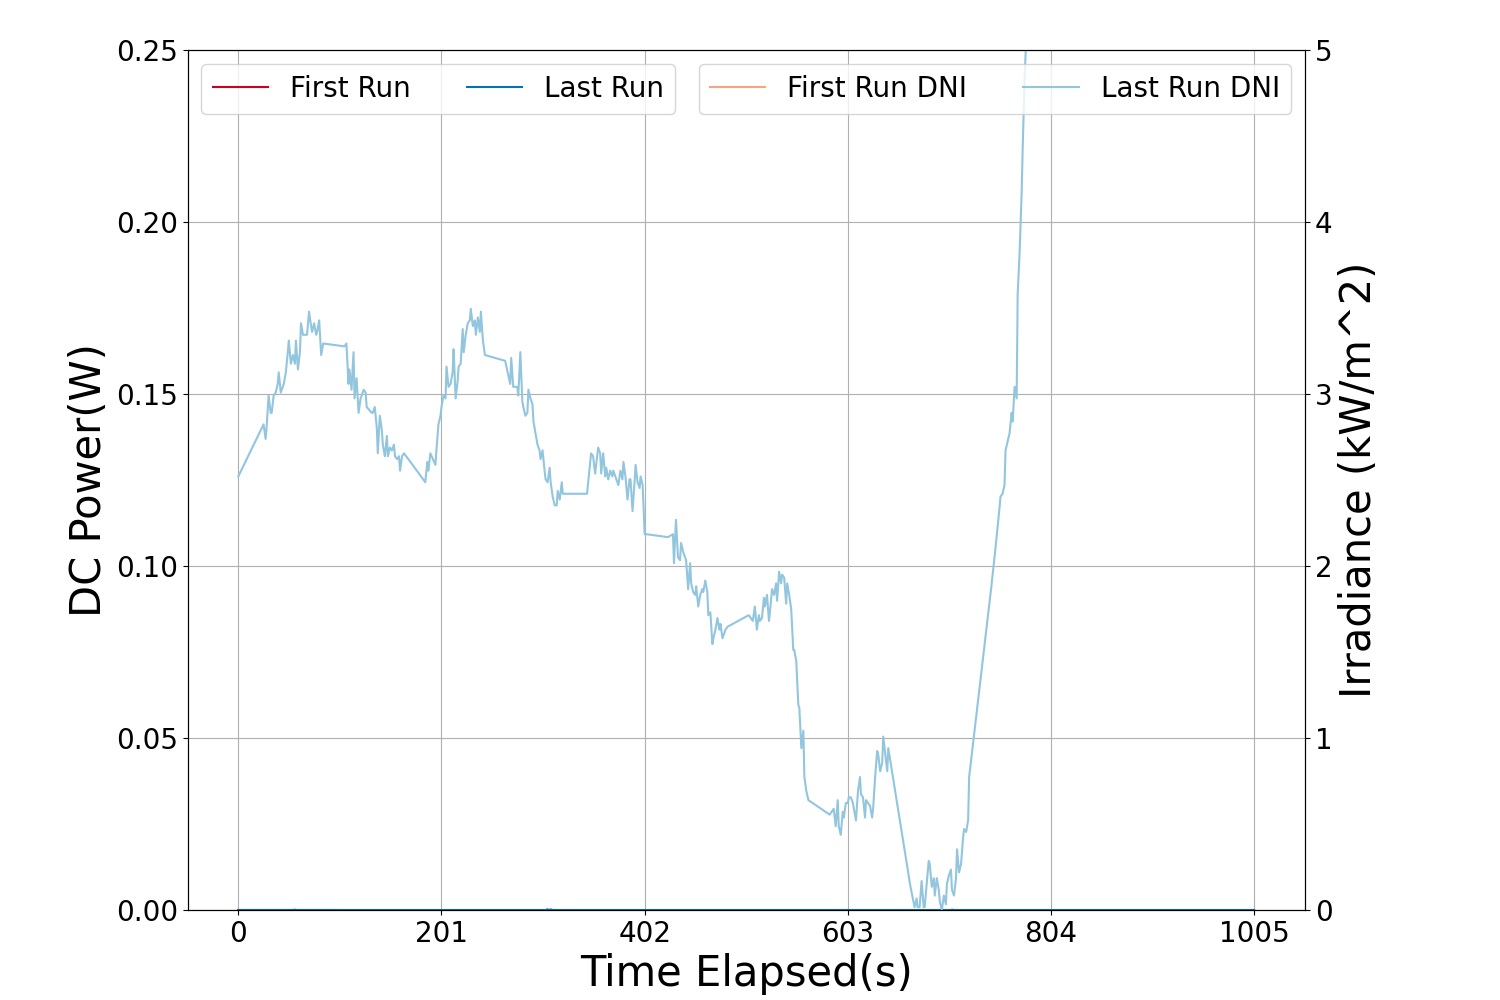 First Run
Last Run
First Run DNI
Last Run DNI
DC Power(W)
0.25
0.20
0.15
0.10
0.05
0.00
5
4
3
2
1
0
Irradiance (kW/m^2)
0
201
402
603
804
1005
Time Elapsed(s)